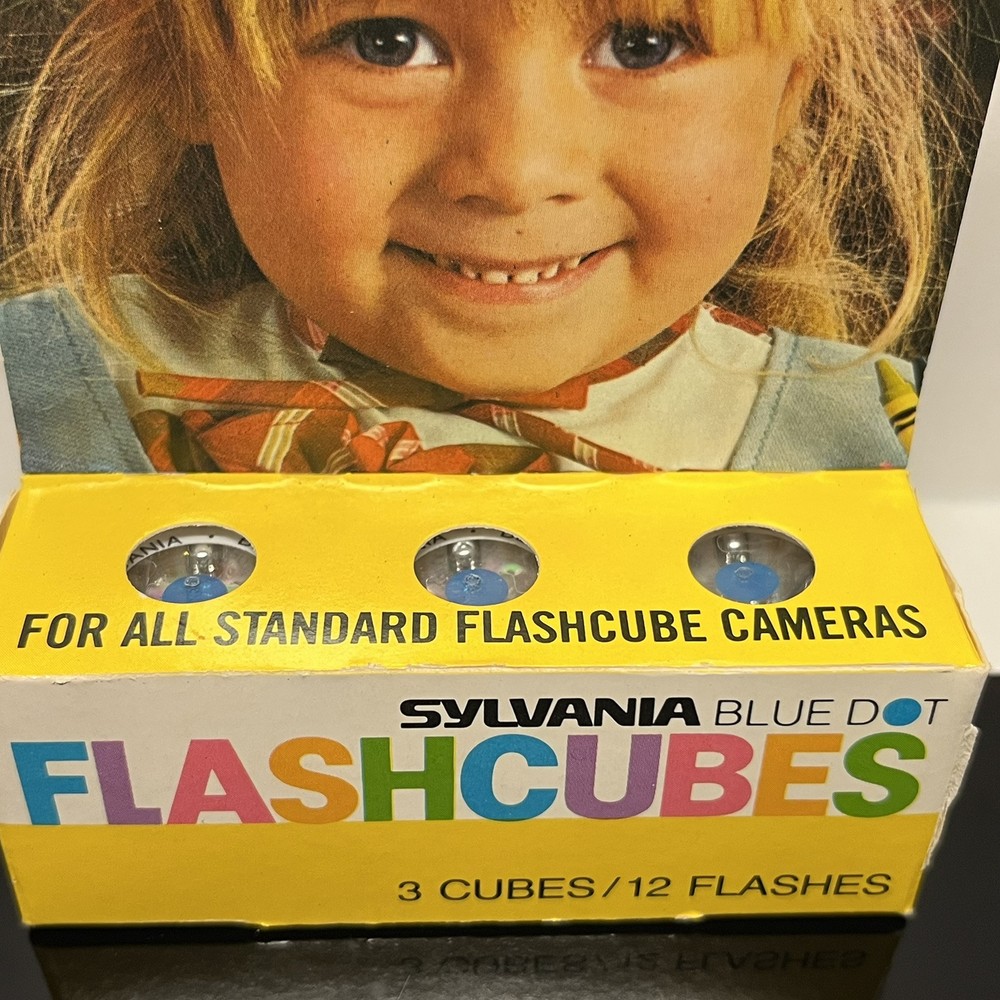 FOR ALL STANDARD FLASHCUBE CAMERAS
SYLVANIA BLUE DOT
FLASHCUBES
3 CUBES/12 FLASHES